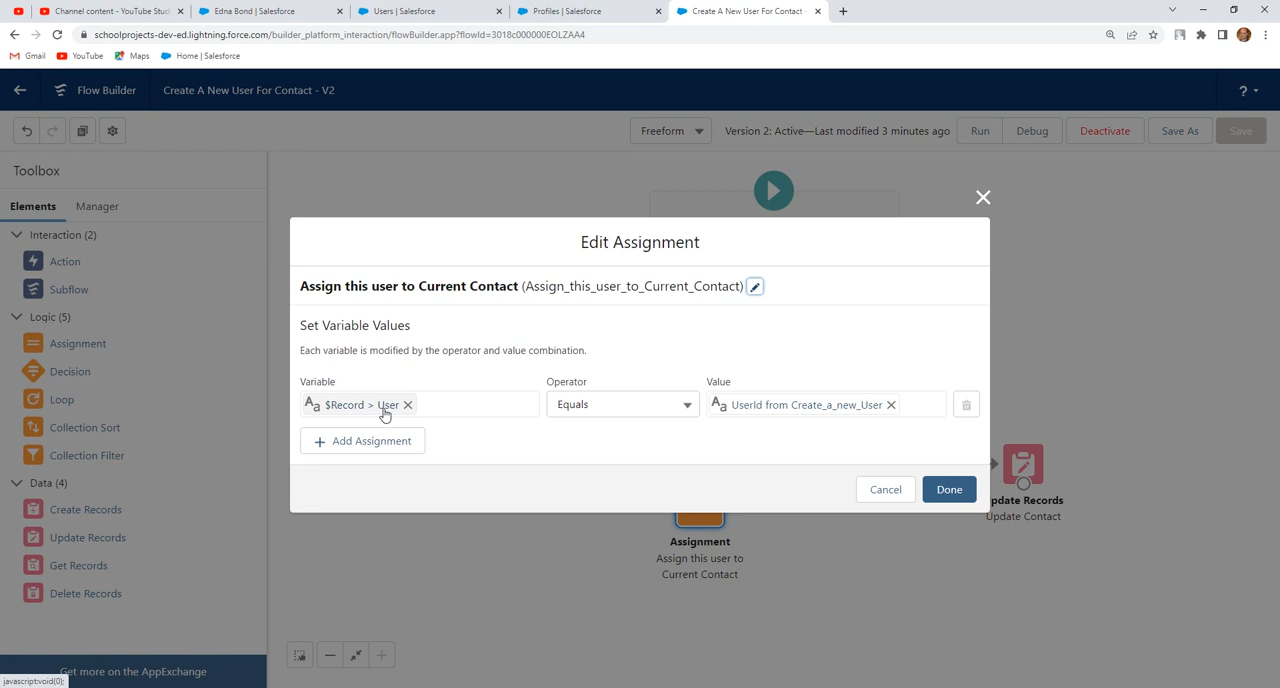 Channel content - YouTube Stud
Edna Bond | Salesforce
Users | Salesforce
Profiles | Salesforce
Create A New User For Contact -
schoolprojects-dev-ed.lightning.force.com/builder_platform_interaction/flowBuilder.app?flowId=3018c000000EOLZAA4
Gmail YouTube Maps Home | Salesforce
Flow Builder Create A New User For Contact - V2 ?
Freeform Version 2: Active—Last modified 3 minutes ago Run Debug Deactivate Save As Save
Toolbox
Elements Manager
Interaction (2)
Action
Subflow
Logic (5)
Assignment
Decision
Loop
Collection Sort
Collection Filter
Data (4)
Create Records
Update Records
Get Records
Delete Records
Get more on the AppExchange
javascript:void(0);
Edit Assignment
Assign this user to Current Contact (Assign_this_user_to_Current_Contact)
Set Variable Values
Each variable is modified by the operator and value combination.
Variable Operator Value
Aa $Record > User Equals Aa UserId from Create_a_new_User
+ Add Assignment
Cancel Done
pdate Records
Update Contact
Assignment
Assign this user to
Current Contact